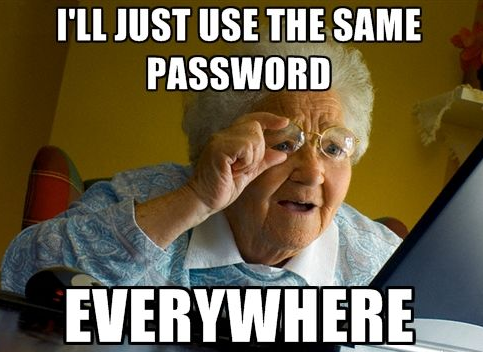 I'LL JUST USE THE SAME
PASSWORD
EVERYWHERE